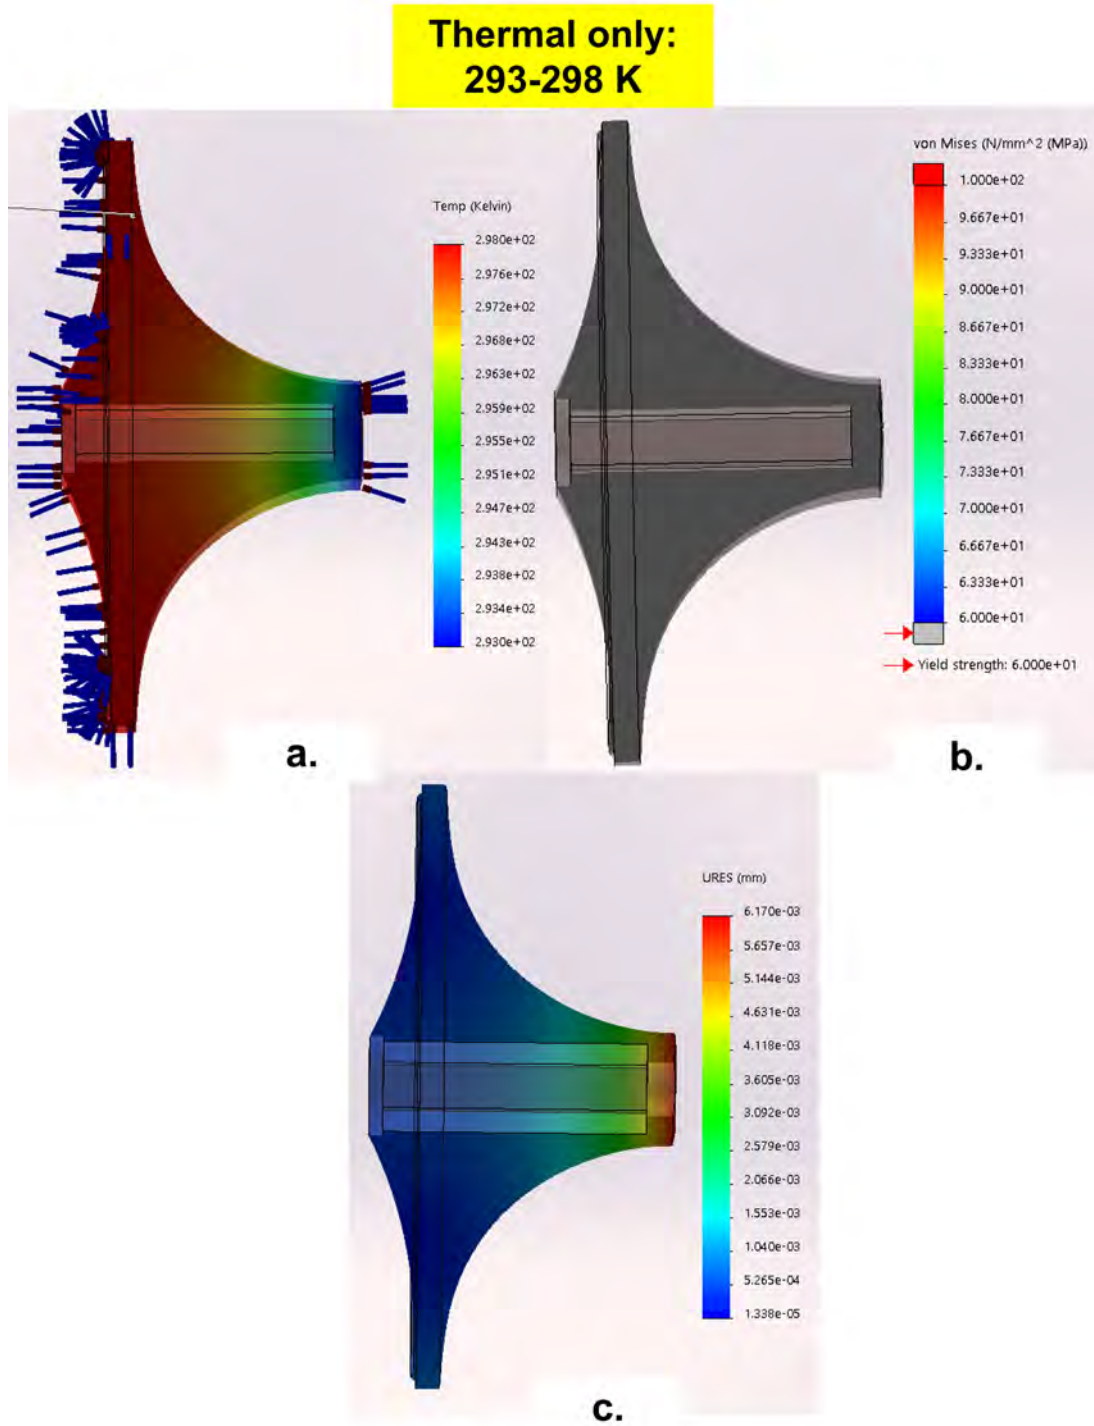 Thermal only:
293-298 K
Temp (Kelvin)
2.980e+02
2.976e+02
2.972e+02
2.968e+02
2.963e+02
2.959e+02
2.955e+02
2.951e+02
2.947e+02
2.943e+02
2.938e+02
2.934e+02
2.930e+02
a.
von Mises (N/mm^2 (MPa))
1.000e+02
9.667e+01
9.333e+01
9.000e+01
8.667e+01
8.333e+01
8.000e+01
7.667e+01
7.333e+01
7.000e+01
6.667e+01
6.333e+01
6.000e+01
Yield strength: 6.000e+01
b.
URES (mm)
6.170e-03
5.657e-03
5.144e-03
4.631e-03
4.118e-03
3.605e-03
3.092e-03
2.579e-03
2.066e-03
1.553e-03
1.040e-03
5.265e-04
1.338e-05
c.